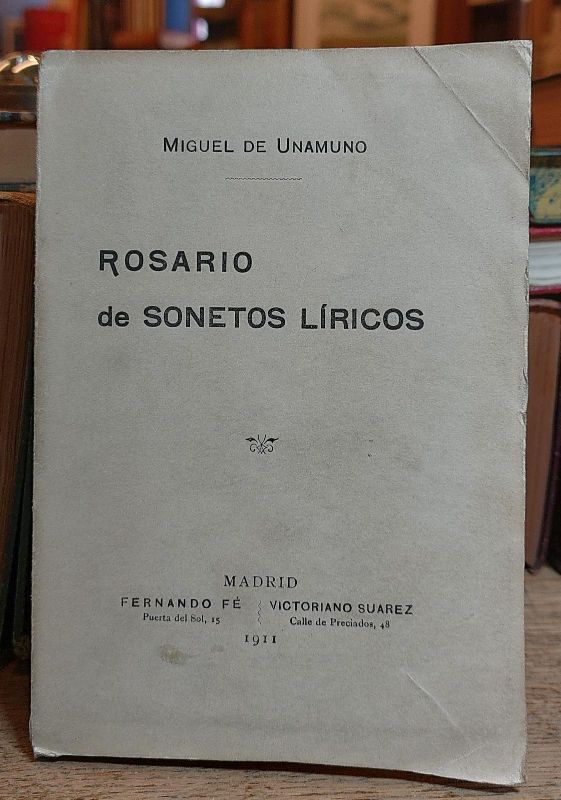 MIGUEL DE UNAMUNO
ROSARIO
de SONETOS LÍRICOS
MADRID
FERNANDO FÉ
Puerta del Sol, 15
VICTORIANO SUAREZ
Calle de Preciados, 48
1911